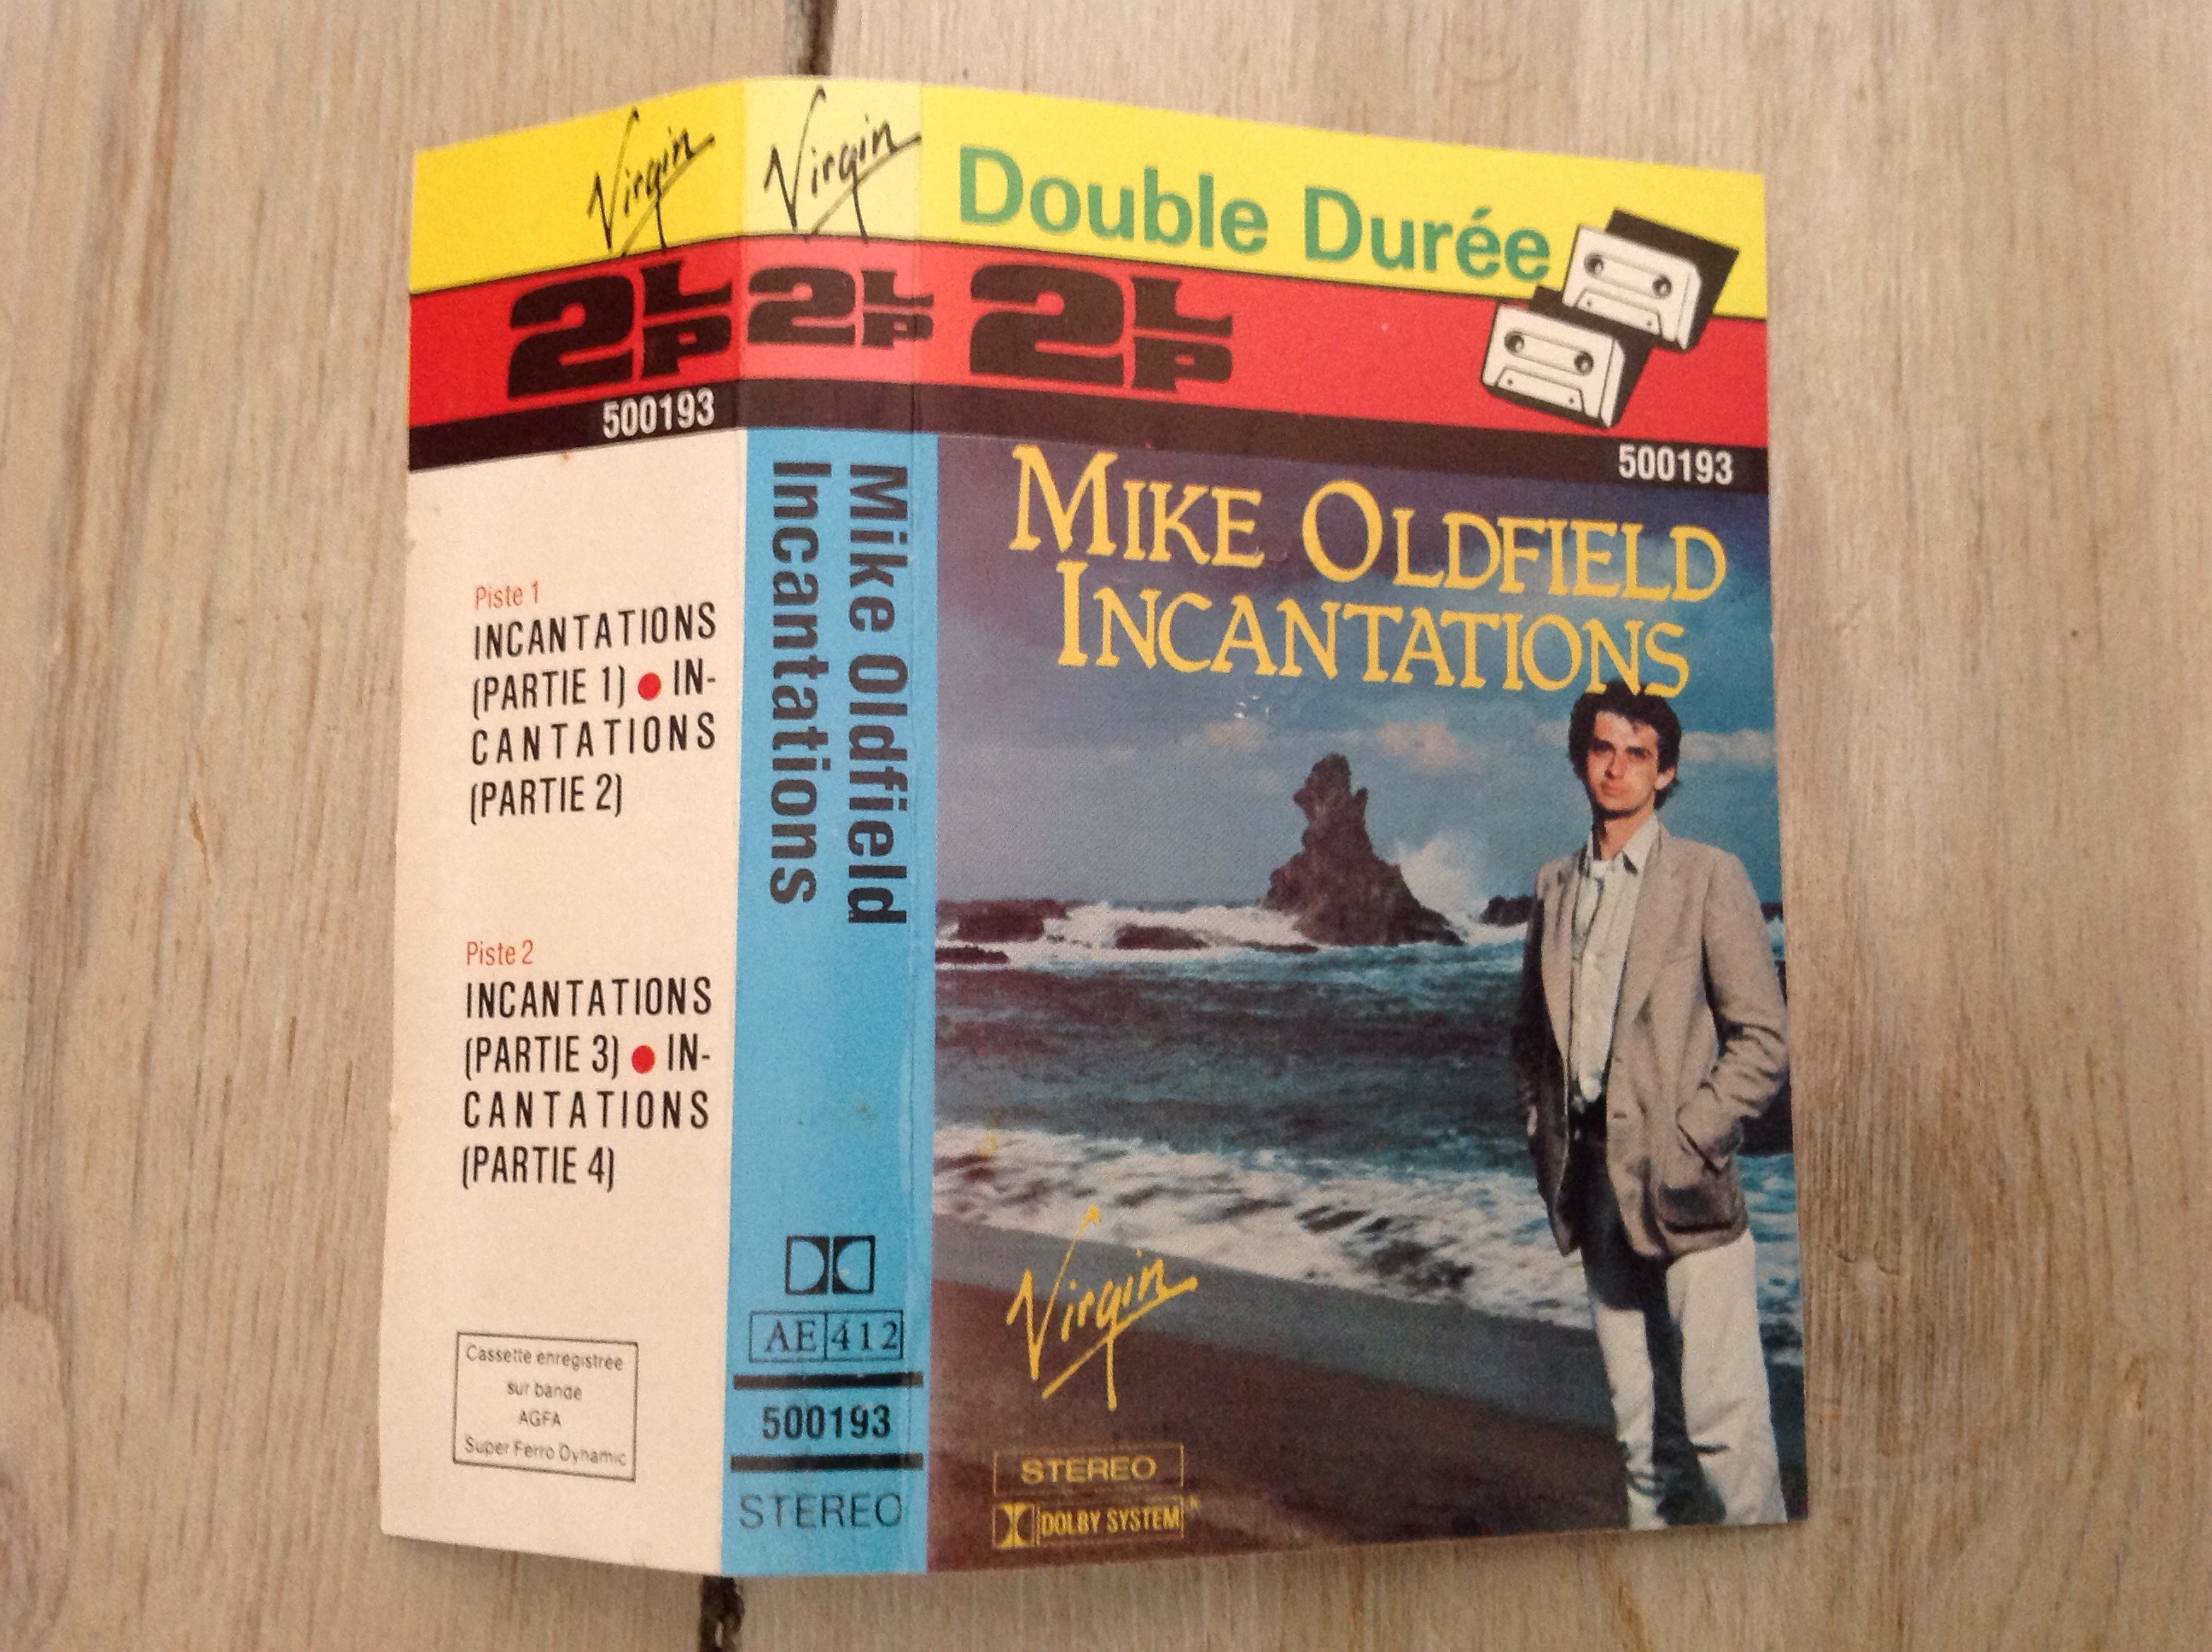 Virgin
2LP
500193
Piste 1
INCANTATIONS
(PARTIE 1) ● IN-
CANTATIONS
(PARTIE 2)
Piste 2
INCANTATIONS
(PARTIE 3) ● IN-
CANTATIONS
(PARTIE 4)
Cassette enregistrée
sur bande
AGFA
Super Ferro Dynamic
Virgin
2LP
Mike Oldfield
Incantations
AE 412
500193
STEREO
Double Durée
2LP
500193
MIKE OLDFIELD
INCANTATIONS
Virgin
STEREO
DOLBY SYSTEM®